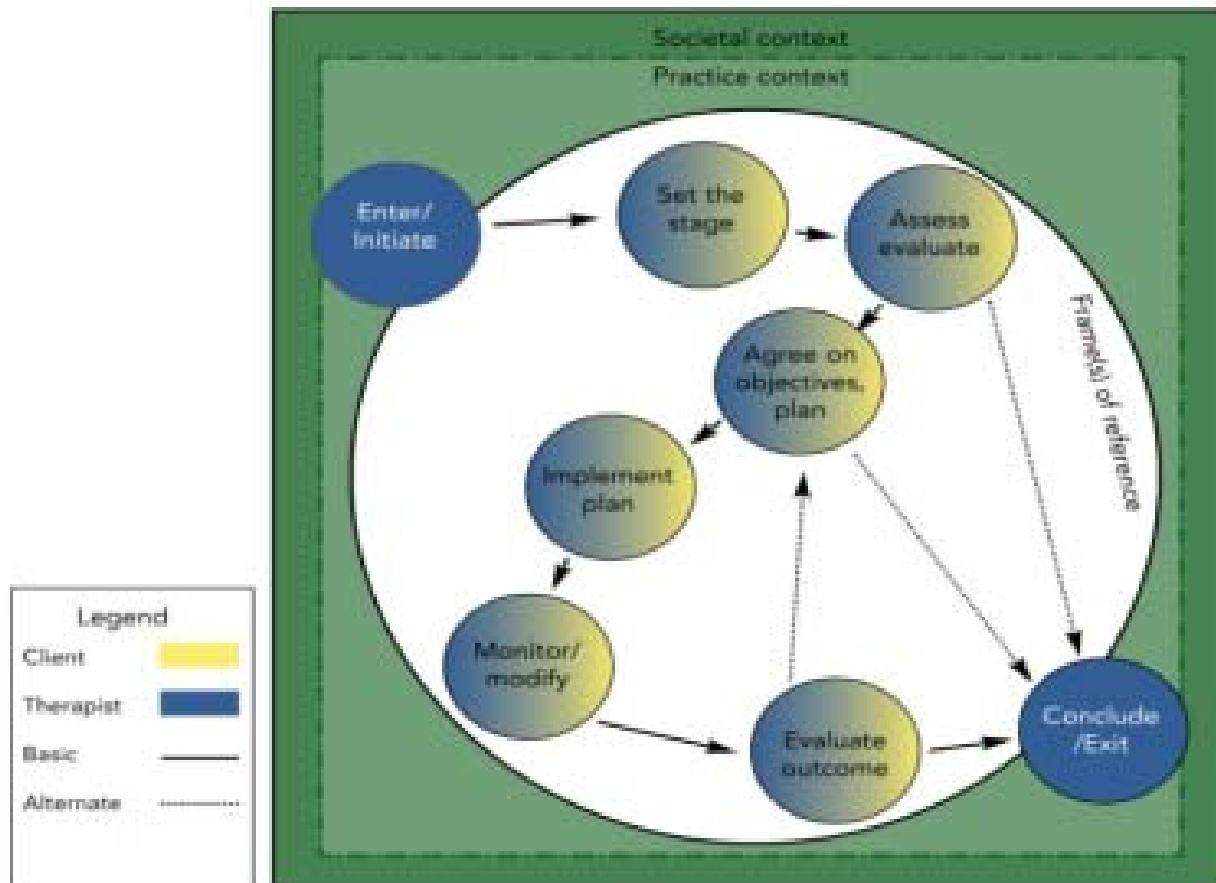 Societal context
Practice context
Enter/
Initiate
Set the
stage
Assess
evaluate
Frame(s) of reference
Agree on
objectives,
plan
Implement
plan
Monitor/
modify
Evaluate
outcome
Conclude
/Exit
Legend
Client
Therapist
Basic
Alternate